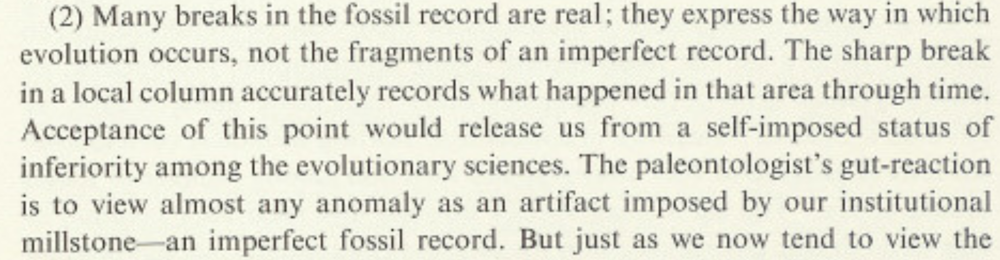 (2) Many breaks in the fossil record are real; they express the way in which
evolution occurs, not the fragments of an imperfect record. The sharp break
in a local column accurately records what happened in that area through time.
Acceptance of this point would release us from a self-imposed status of
inferiority among the evolutionary sciences. The paleontologist's gut-reaction
is to view almost any anomaly as an artifact imposed by our institutional
millstone—an imperfect fossil record. But just as we now tend to view the